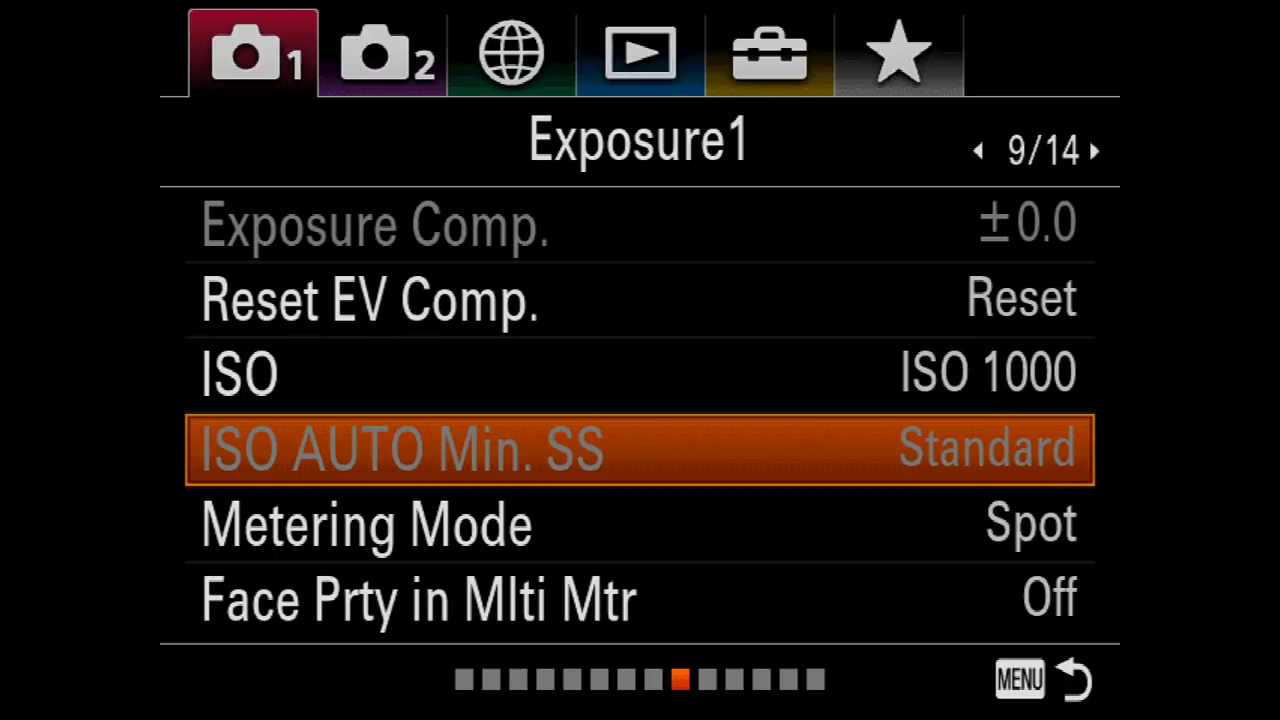 1 2
Exposure1 9/14
Exposure Comp. ±0.0
Reset EV Comp. Reset
ISO ISO 1000
ISO AUTO Min. SS Standard
Metering Mode Spot
Face Prty in Mlti Mtr Off
MENU